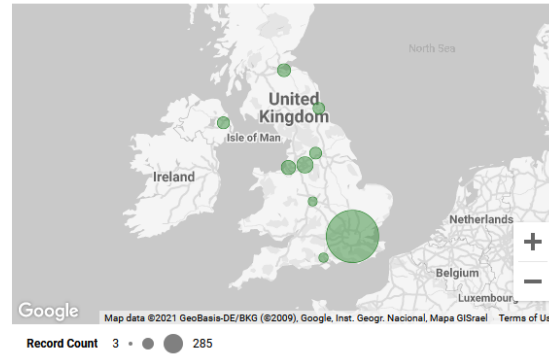 North Sea
United
Kingdom
Isle of Man
Ireland
Netherlands
+
Belgium
−
Luxembourg
Google
Map data ©2021 GeoBasis-DE/BKG (©2009), Google, Inst. Geogr. Nacional, Mapa GISrael Terms of Us
Record Count 3 285